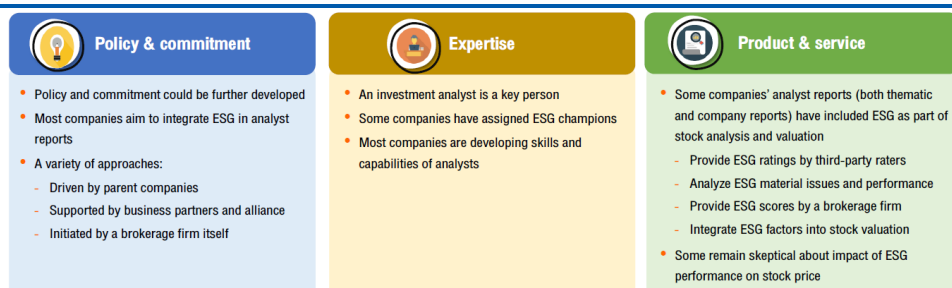 Policy & commitment
• Policy and commitment could be further developed
• Most companies aim to integrate ESG in analyst
reports
• A variety of approaches:
- Driven by parent companies
- Supported by business partners and alliance
- Initiated by a brokerage firm itself
Expertise
• An investment analyst is a key person
• Some companies have assigned ESG champions
• Most companies are developing skills and
capabilities of analysts
Product & service
• Some companies' analyst reports (both thematic
and company reports) have included ESG as part of
stock analysis and valuation
- Provide ESG ratings by third-party raters
- Analyze ESG material issues and performance
- Provide ESG scores by a brokerage firm
- Integrate ESG factors into stock valuation
• Some remain skeptical about impact of ESG
performance on stock price